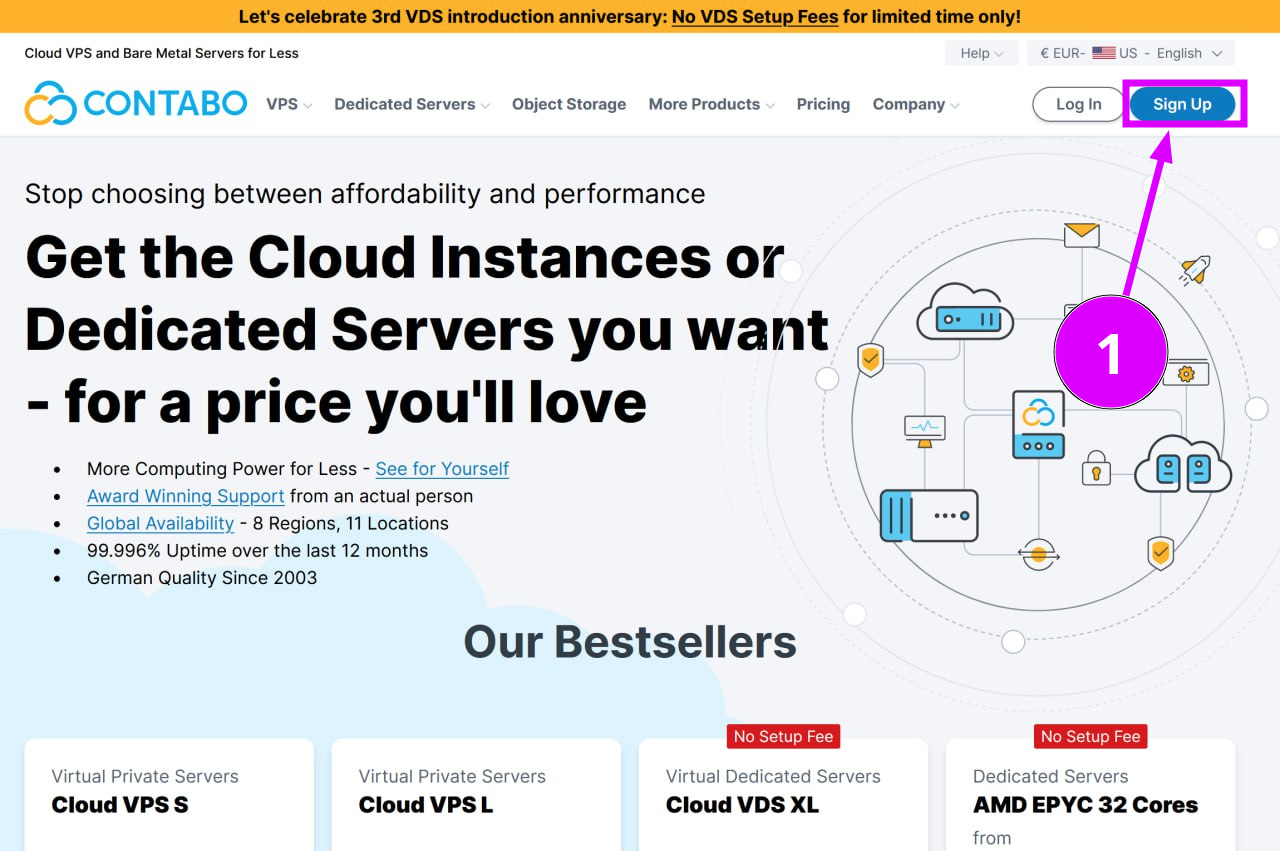 Let's celebrate 3rd VDS introduction anniversary: No VDS Setup Fees for limited time only!
Cloud VPS and Bare Metal Servers for Less
Help
€ EUR- US - English
CONTABO
VPS
Dedicated Servers
Object Storage
More Products
Pricing
Company
Log In
Sign Up
Stop choosing between affordability and performance
Get the Cloud Instances or
Dedicated Servers you want
- for a price you'll love
1
• More Computing Power for Less - See for Yourself
• Award Winning Support from an actual person
• Global Availability - 8 Regions, 11 Locations
• 99.996% Uptime over the last 12 months
• German Quality Since 2003
Our Bestsellers
Virtual Private Servers
Cloud VPS S
Virtual Private Servers
Cloud VPS L
No Setup Fee
Virtual Dedicated Servers
Cloud VDS XL
No Setup Fee
Dedicated Servers
AMD EPYC 32 Cores
from